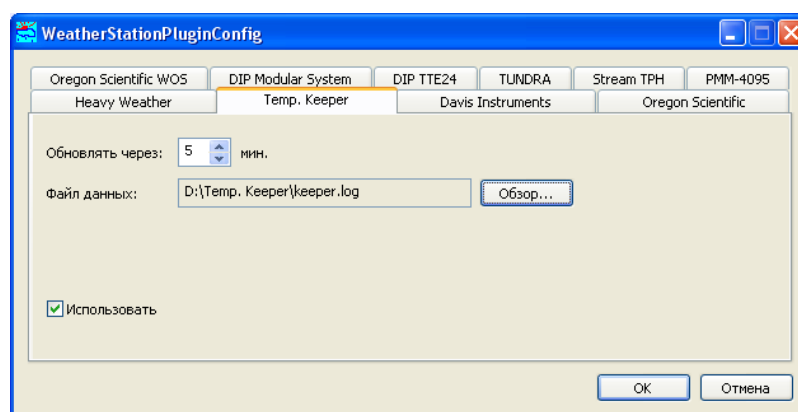 WeatherStationPluginConfig
Oregon Scientific WOS DIP Modular System DIP TTE24 TUNDRA Stream TPH PMM-4095
Heavy Weather Temp. Keeper Davis Instruments Oregon Scientific
Обновлять через: 5 мин.
Файл данных: D:\Temp. Keeper\keeper.log Обзор...
Использовать
OK Отмена